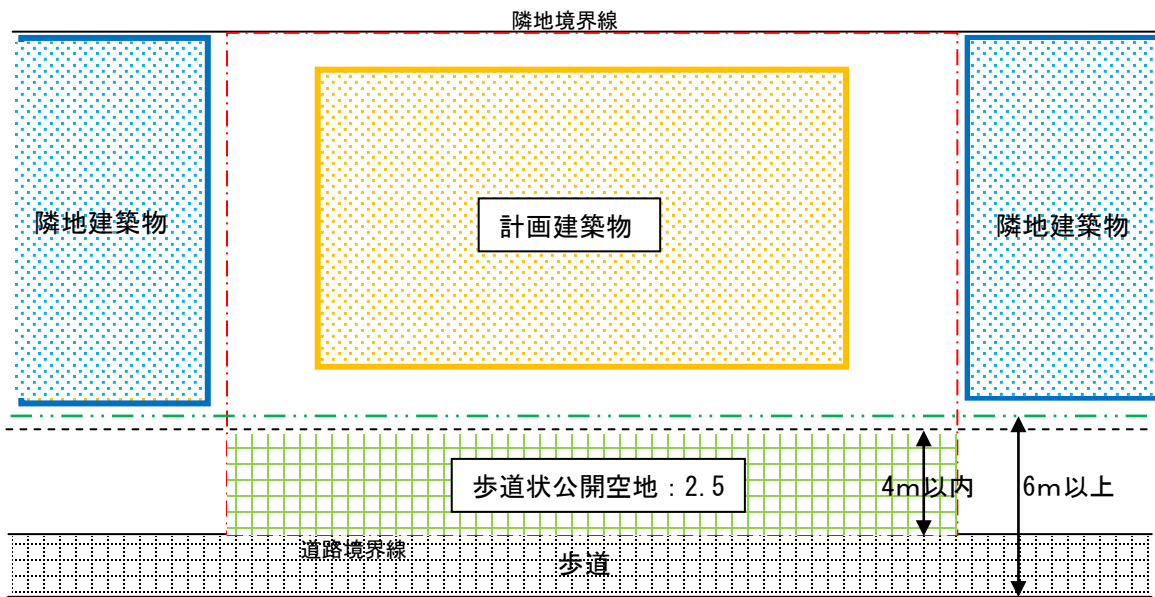 隣地境界線
隣地建築物
計画建築物
隣地建築物
歩道状公開空地：2.5
4ｍ以内
6ｍ以上
道路境界線
歩道